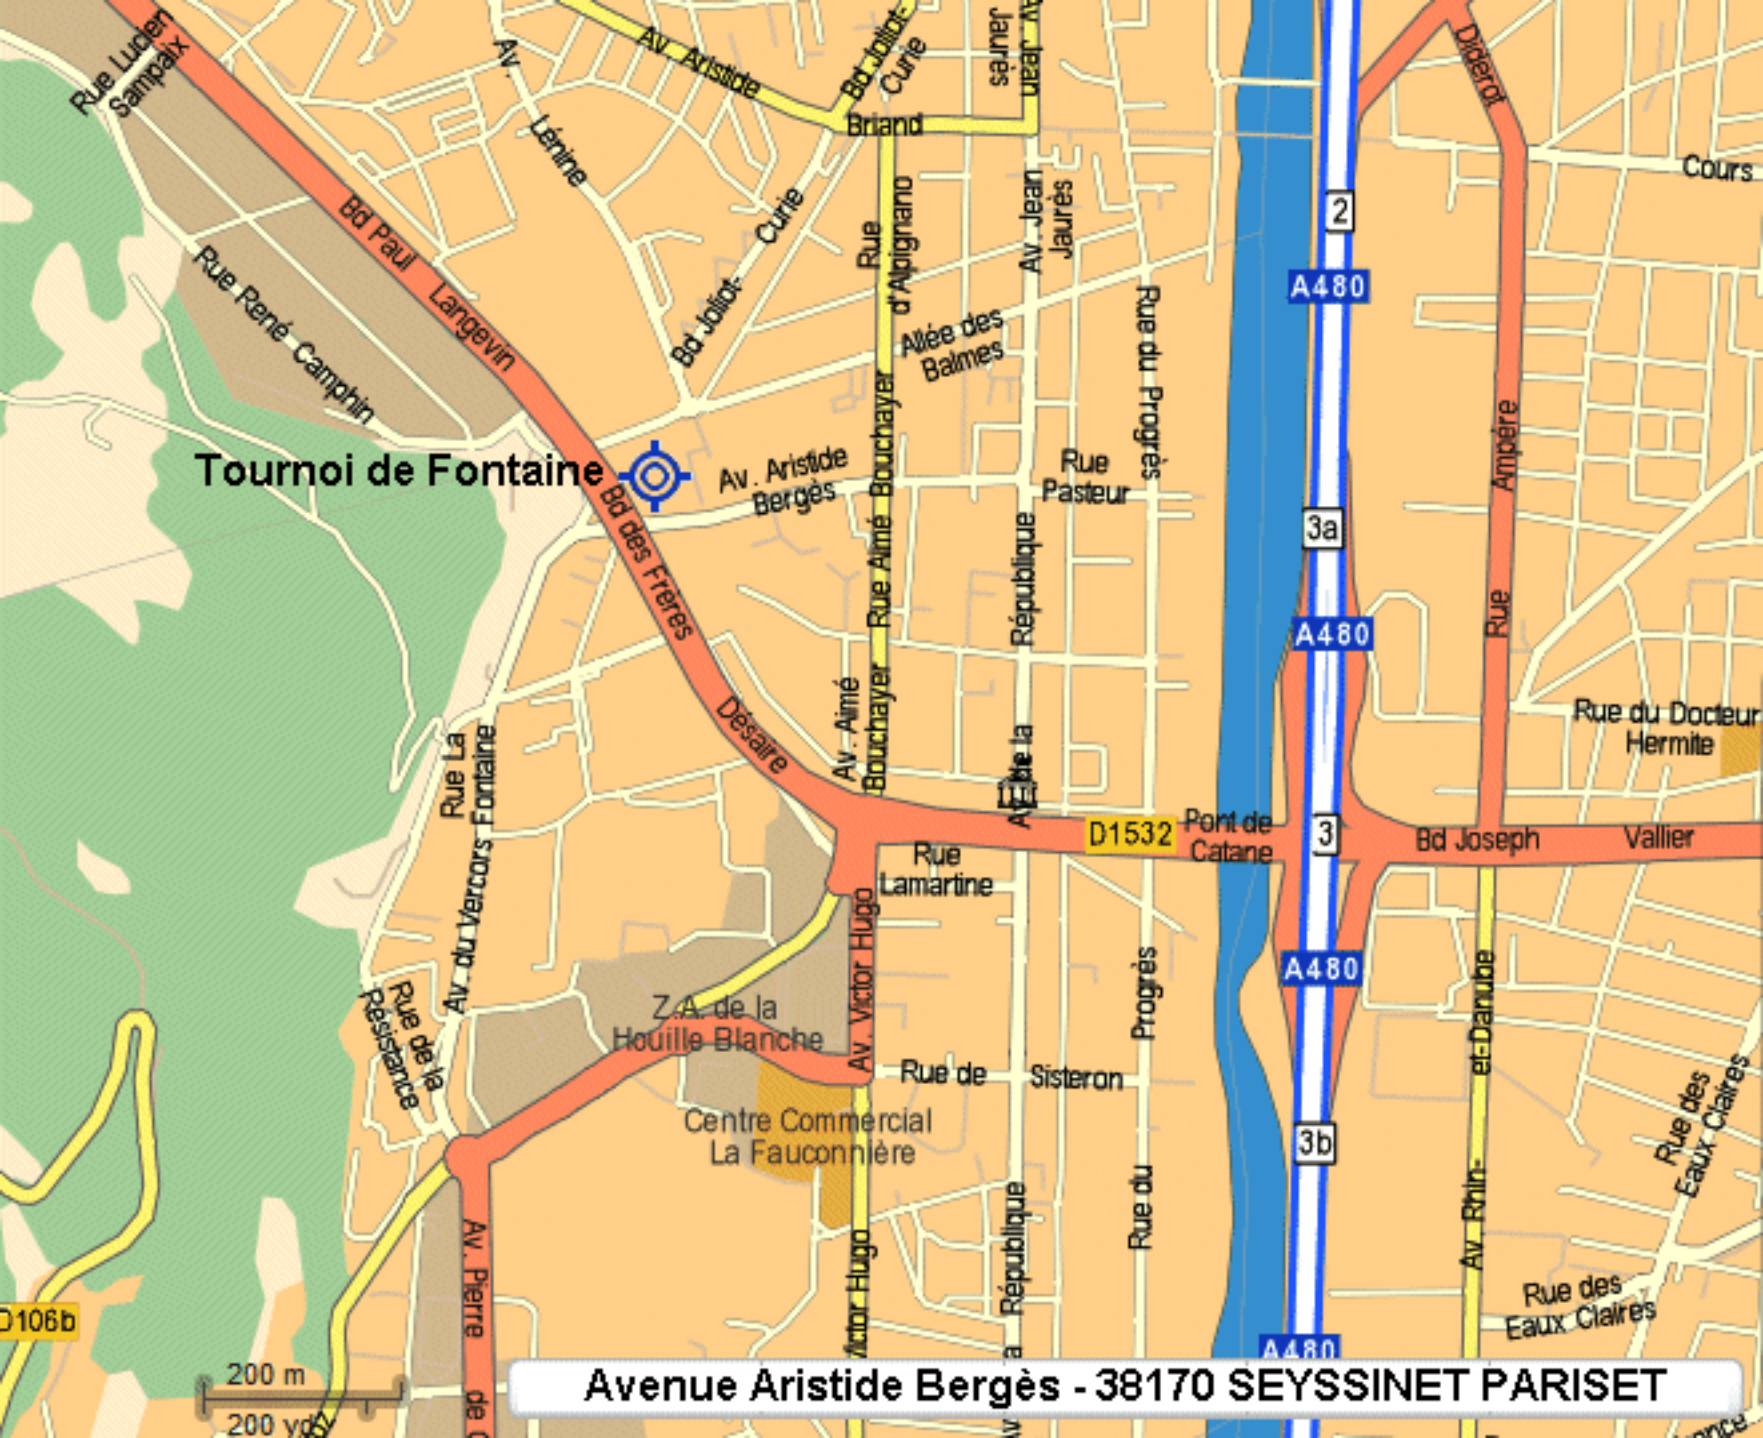 Rue Lucien
Sampaix
Av.
Lénine
Av. Aristide
Briand
Bd Joliot-
Curie
Av. Jean
Jaurès
Diderot
Cours
Bd Paul
Langevin
Rue René Camphin
Bd Joliot-
Curie
Rue
d'Alpignano
Av. Jean
Jaurès
2
A480
Allée des
Balmes
Rue du Progrès
Tournoi de Fontaine
Av. Aristide
Bergès
Rue
Pasteur
3a
Rue
Ampère
Bd des Frères
Désaire
Rue Aimé Bouchayer
République
A480
Av. Aimé
Bouchayer
de la
Rue du Docteur
Hermite
Rue La
Fontaine
Av. du Vercors
D1532
Pont de
Catane
3
Bd Joseph
Vallier
Rue
Lamartine
Av. Victor Hugo
Progrès
A480
Av. Rhin-
et-Danube
Z.A. de la
Houille Blanche
Rue de la
Résistance
Rue de
Sisteron
Centre Commercial
La Fauconnière
3b
Rue des
Eaux Claires
Rue du
République
Victor Hugo
Av. Pierre
de
Rue des
Eaux Claires
D106b
A480
200 m
200 yd
Avenue Aristide Bergès - 38170 SEYSSINET PARISET